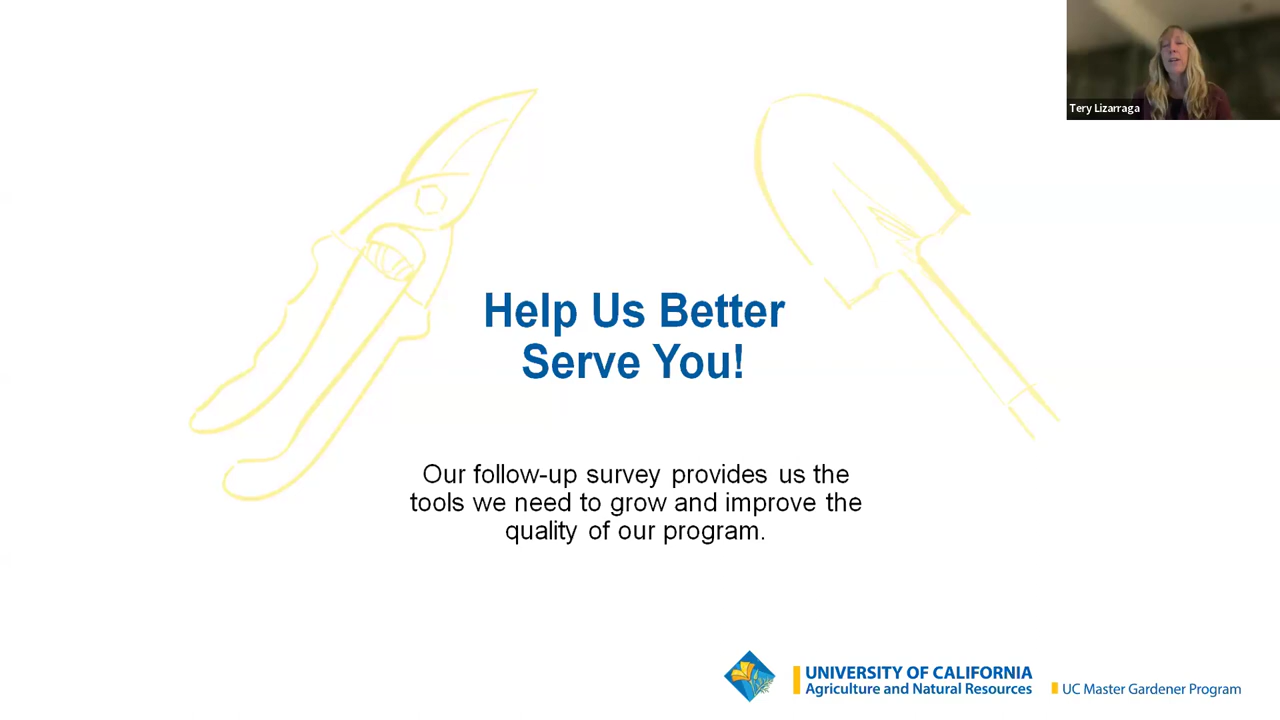 Tery Lizarraga
Help Us Better
Serve You!
Our follow-up survey provides us the
tools we need to grow and improve the
quality of our program.
UNIVERSITY OF CALIFORNIA
Agriculture and Natural Resources
UC Master Gardener Program